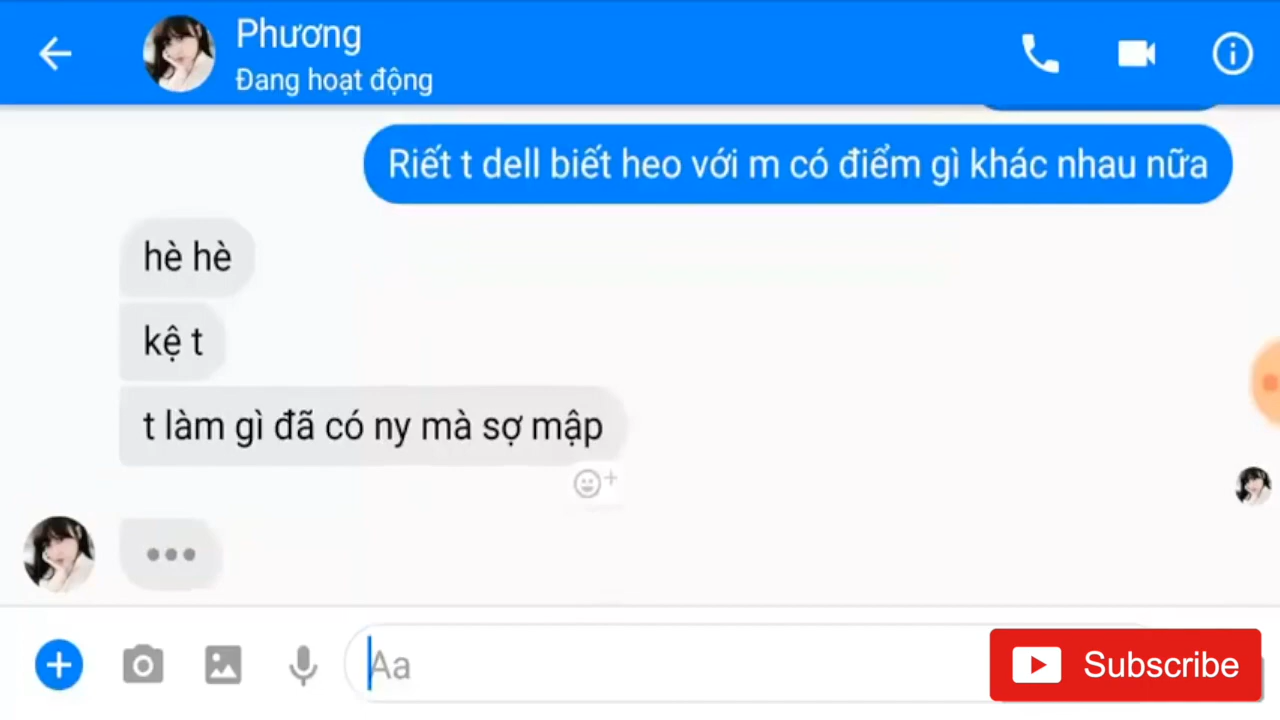 Phương
Đang hoạt động
Riết t dell biết heo với m có điểm gì khác nhau nữa
hè hè
kệ t
t làm gì đã có ny mà sợ mập
Aa
Subscribe